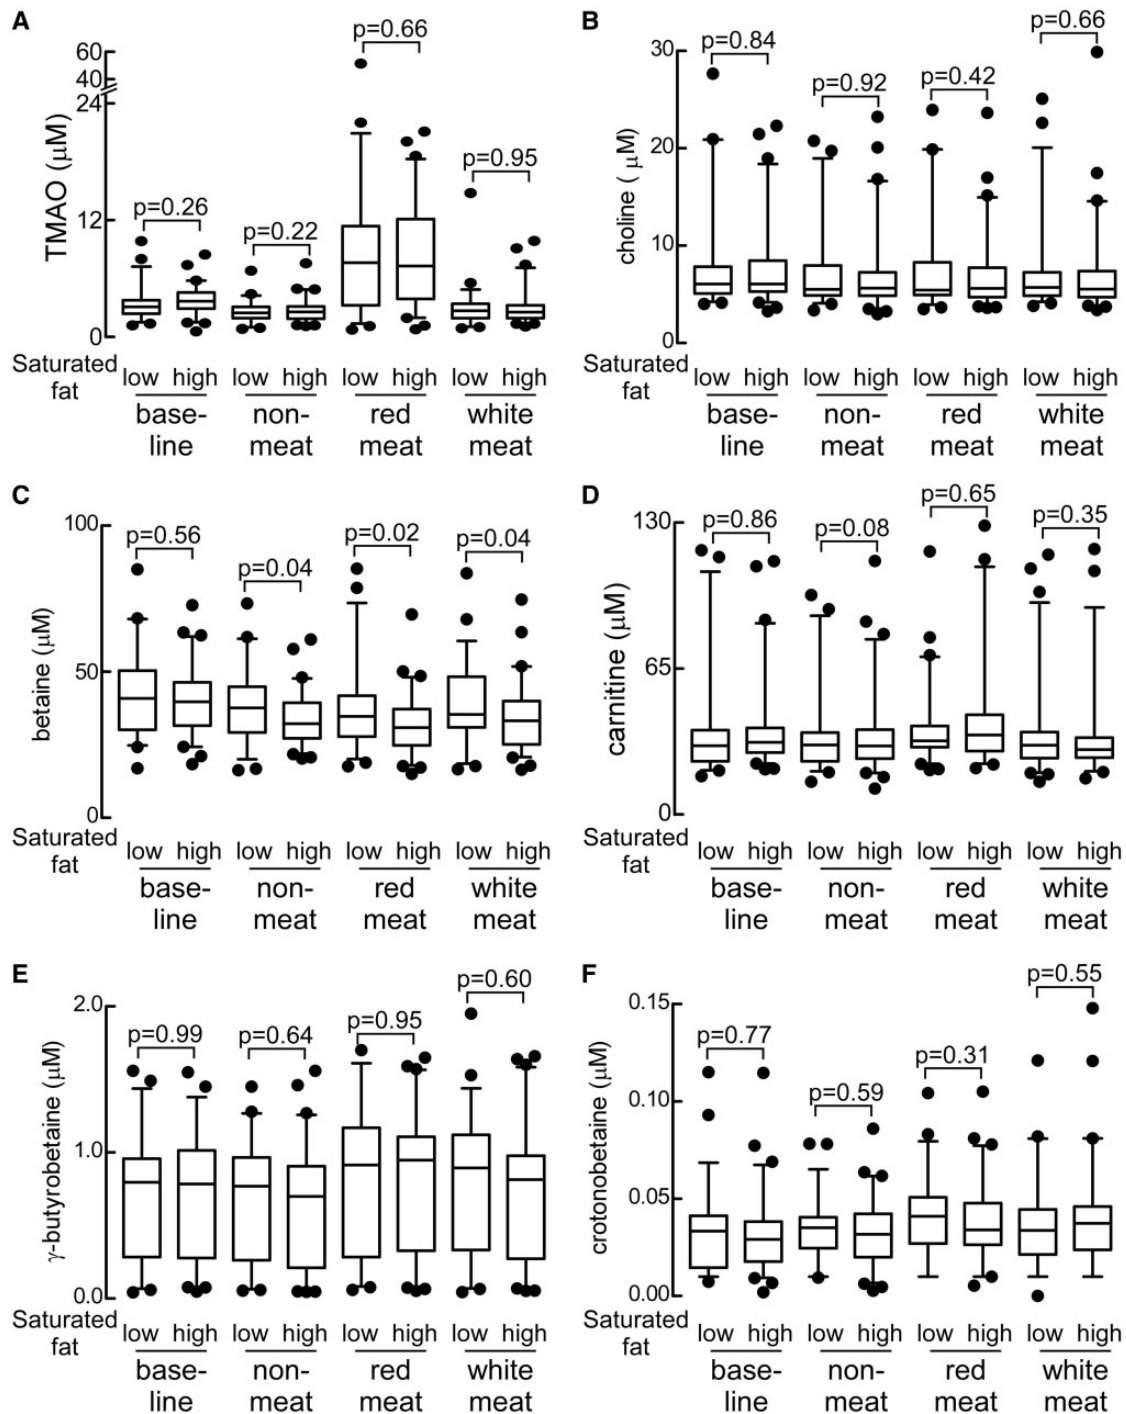 A
TMAO (μM)
60
40
24
12
0
p=0.26
p=0.22
p=0.66
p=0.95
Saturated
fat
low high low high low high low high
base-
line
non-
meat
red
meat
white
meat
B
choline ( μM)
30
20
10
0
p=0.84
p=0.92
p=0.42
p=0.66
Saturated
fat
low high low high low high low high
base-
line
non-
meat
red
meat
white
meat
C
betaine (μM)
100
50
0
p=0.56
p=0.04
p=0.02
p=0.04
Saturated
fat
low high low high low high low high
base-
line
non-
meat
red
meat
white
meat
D
carnitine (μM)
130
65
0
p=0.86
p=0.08
p=0.65
p=0.35
Saturated
fat
low high low high low high low high
base-
line
non-
meat
red
meat
white
meat
E
γ-butyrobetaine (μM)
2.0
1.0
0.0
p=0.99
p=0.64
p=0.95
p=0.60
Saturated
fat
low high low high low high low high
base-
line
non-
meat
red
meat
white
meat
F
crotonobetaine (μM)
0.15
0.10
0.05
0.00
p=0.77
p=0.59
p=0.31
p=0.55
Saturated
fat
low high low high low high low high
base-
line
non-
meat
red
meat
white
meat